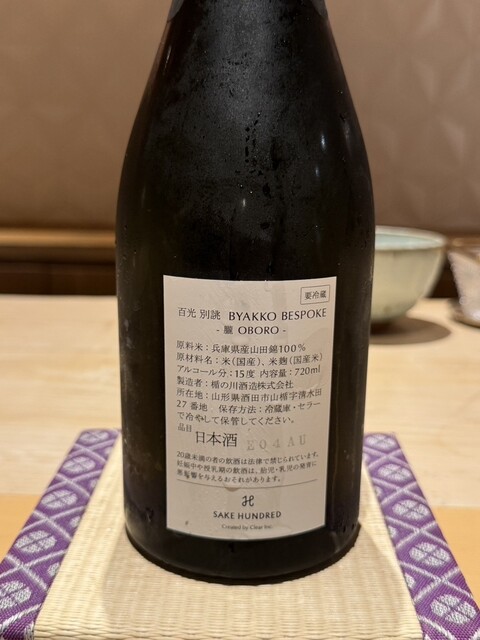 要冷蔵
百光 別誂 BYAKKO BESPOKE
- 朧 OBORO -
原料米:兵庫県産山田錦100%
原材料名:米(国産)、米麹(国産米)
アルコール分:15度 内容量:720ml
製造者:楯の川酒造株式会社
所在地:山形県酒田市山楯字清水田
27番地 保存方法:冷蔵庫・セラー
で冷やして保管してください。
品目 日本酒 E04AU
20歳未満の者の飲酒は法律で禁じられています。
妊娠中や授乳期の飲酒は、胎児・乳児の発育に
悪影響を与えるおそれがあります。
SAKE HUNDRED
Created by Clear Inc.